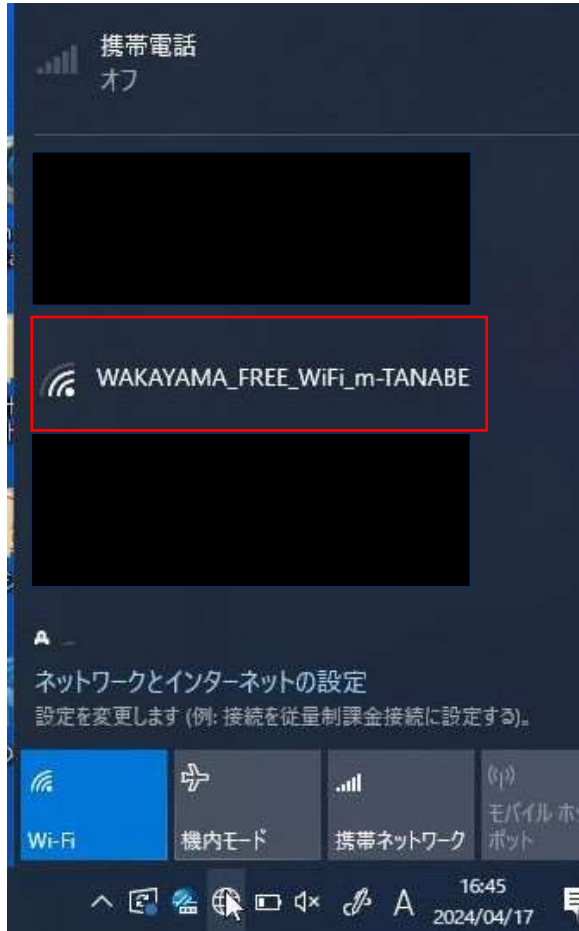 携帯電話
オフ
WAKAYAMA_FREE_WiFi_m-TANABE
ネットワークとインターネットの設定
設定を変更します (例: 接続を従量制課金接続に設定する)。
Wi-Fi
機内モード
携帯ネットワーク
モバイル ホ
ポット
A
16:45
2024/04/17